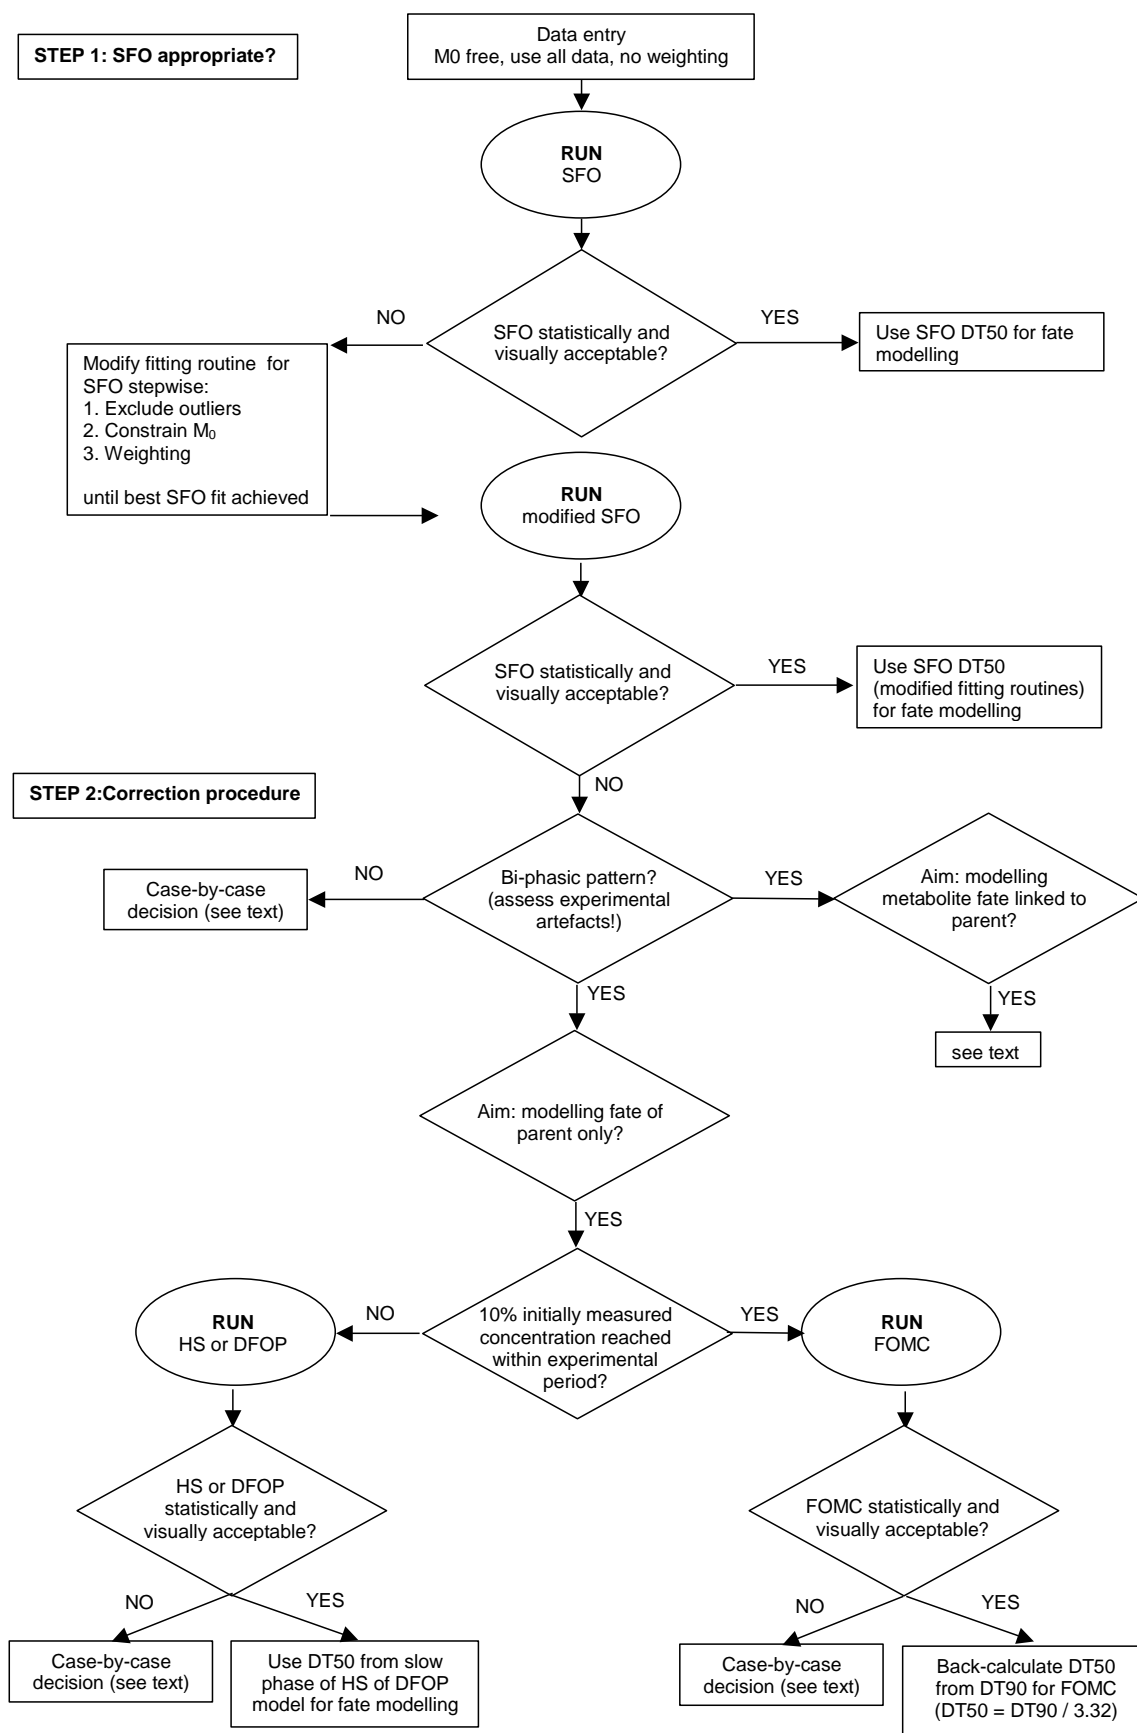 STEP 1: SFO appropriate?
Data entry
M0 free, use all data, no weighting
RUN
SFO
NO
SFO statistically and
visually acceptable?
YES
Use SFO DT50 for fate
modelling
Modify fitting routine for
SFO stepwise:
1. Exclude outliers
2. Constrain M₀
3. Weighting
until best SFO fit achieved
RUN
modified SFO
SFO statistically and
visually acceptable?
YES
Use SFO DT50
(modified fitting routines)
for fate modelling
NO
STEP 2:Correction procedure
Case-by-case
decision (see text)
NO
Bi-phasic pattern?
(assess experimental
artefacts!)
YES
Aim: modelling
metabolite fate linked to
parent?
YES
YES
see text
Aim: modelling fate of
parent only?
YES
RUN
HS or DFOP
NO
10% initially measured
concentration reached
within experimental
period?
YES
RUN
FOMC
HS or DFOP
statistically and
visually acceptable?
FOMC statistically and
visually acceptable?
NO
YES
NO
YES
Case-by-case
decision (see text)
Use DT50 from slow
phase of HS of DFOP
model for fate modelling
Case-by-case
decision (see text)
Back-calculate DT50
from DT90 for FOMC
(DT50 = DT90 / 3.32)